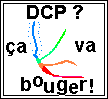 DCP ?
ça va
bouger!